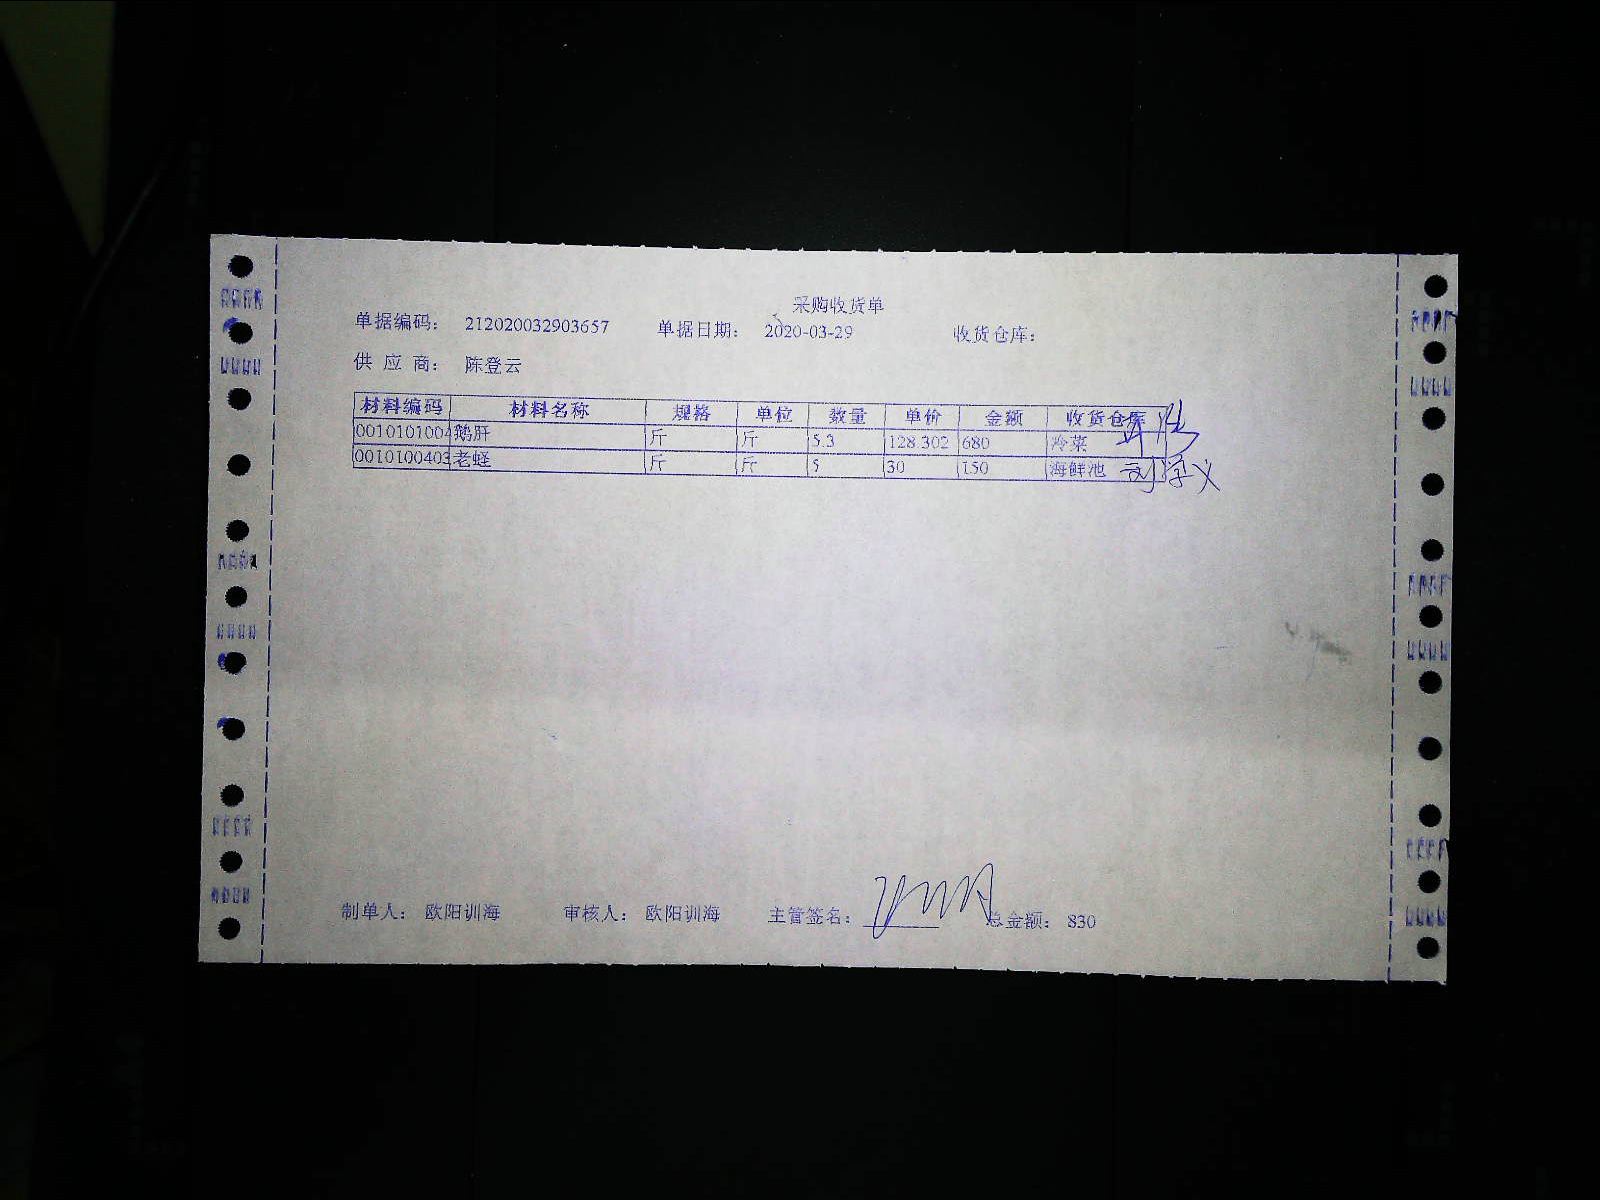 采购收货单
单据编码： 212020032903657 单据日期： 2020-03-29 收货仓库：
供 应 商： 陈登云
材料编码 材料名称 规格 单位 数量 单价 金额 收货仓库
0010101004 鹅肝 斤 斤 5.3 128.302 680 冷菜
0010100403 老蛏 斤 斤 5 30 150 海鲜池 刘学义
制单人： 欧阳训海 审核人： 欧阳训海 主管签名： 总金额： 830